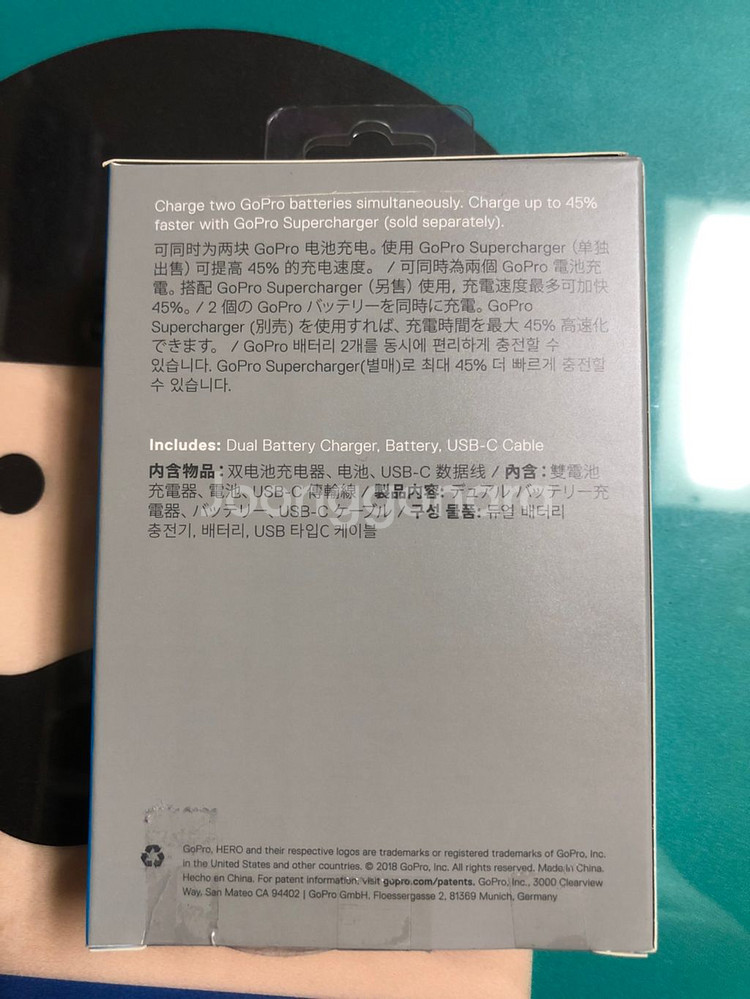 Charge two GoPro batteries simultaneously. Charge up to 45%
faster with GoPro Supercharger (sold separately).
可同时为两块 GoPro 电池充电。使用 GoPro Supercharger（单独
出售）可提高 45% 的充电速度。 / 可同時為兩個 GoPro 電池充
電。搭配 GoPro Supercharger（另售）使用，充電速度最多可加快
45%。/ 2 個の GoPro バッテリーを同時に充電。GoPro
Supercharger (別売) を使用すれば、充電時間を最大 45% 高速化
できます。 / GoPro 배터리 2개를 동시에 편리하게 충전할 수
있습니다. GoPro Supercharger(별매)로 최대 45% 더 빠르게 충전할
수 있습니다.
Includes: Dual Battery Charger, Battery, USB-C Cable
内含物品：双电池充电器、电池、USB-C 数据线 / 內含：雙電池
充電器、電池、USB-C 傳輸線 / 製品内容: デュアル バッテリー充
電器、バッテリー、USB-C ケーブル / 구성 물품: 듀얼 배터리
충전기, 배터리, USB 타입C 케이블
GoPro, HERO and their respective logos are trademarks or registered trademarks of GoPro, Inc.
in the United States and other countries. © 2018 GoPro, Inc. All rights reserved. Made in China.
Hecho en China. For patent information, visit gopro.com/patents. GoPro, Inc., 3000 Clearview
Way, San Mateo CA 94402 | GoPro GmbH, Floessergasse 2, 81369 Munich, Germany